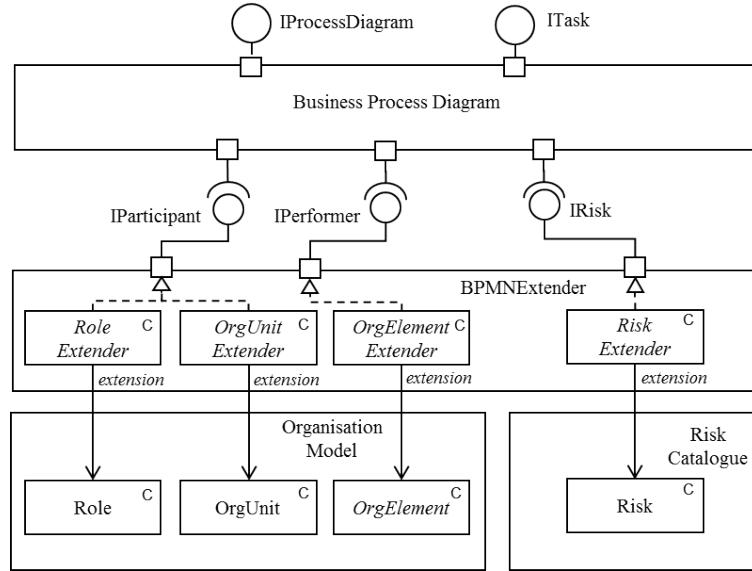 IProcessDiagram
ITask
Business Process Diagram
IParticipant
IPerformer
IRisk
BPMNExtender
Role
Extender
C
OrgUnit
Extender
C
OrgElement
Extender
C
Risk
Extender
C
extension
extension
extension
extension
Organisation
Model
Risk
Catalogue
Role
C
OrgUnit
C
OrgElement
C
Risk
C